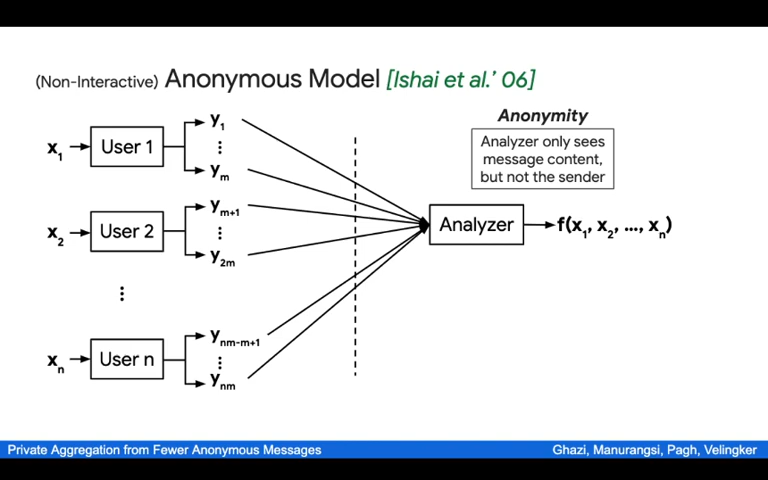 (Non-Interactive) Anonymous Model [Ishai et al.' 06]
Anonymity
Analyzer only sees
message content,
but not the sender
x₁
User 1
y₁
⋮
yₘ
x₂
User 2
yₘ₊₁
⋮
y₂ₘ
⋮
xₙ
User n
yₙₘ₋ₘ₊₁
⋮
yₙₘ
Analyzer
f(x₁, x₂, ..., xₙ)
Private Aggregation from Fewer Anonymous Messages
Ghazi, Manurangsi, Pagh, Velingker